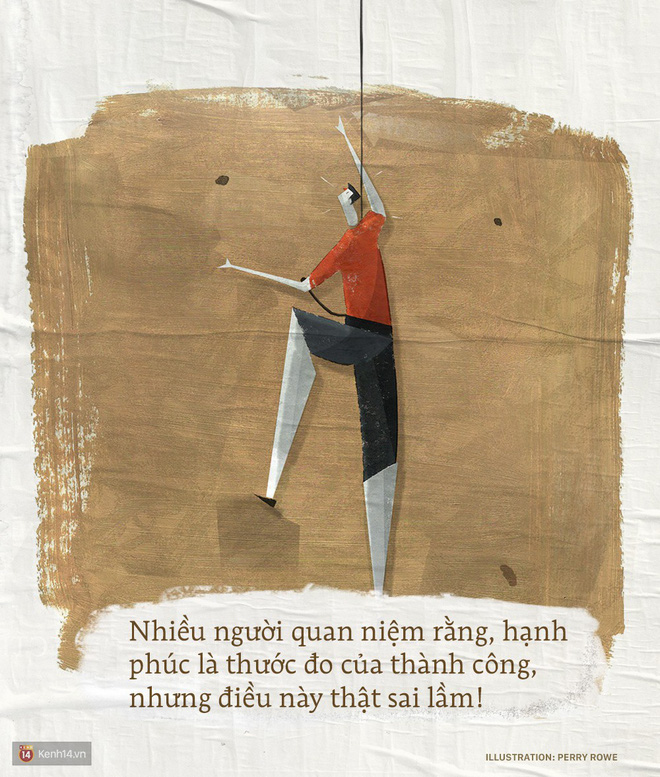 Nhiều người quan niệm rằng, hạnh
phúc là thước đo của thành công,
nhưng điều này thật sai lầm!
14 Kenh14.vn
ILLUSTRATION: PERRY ROWE